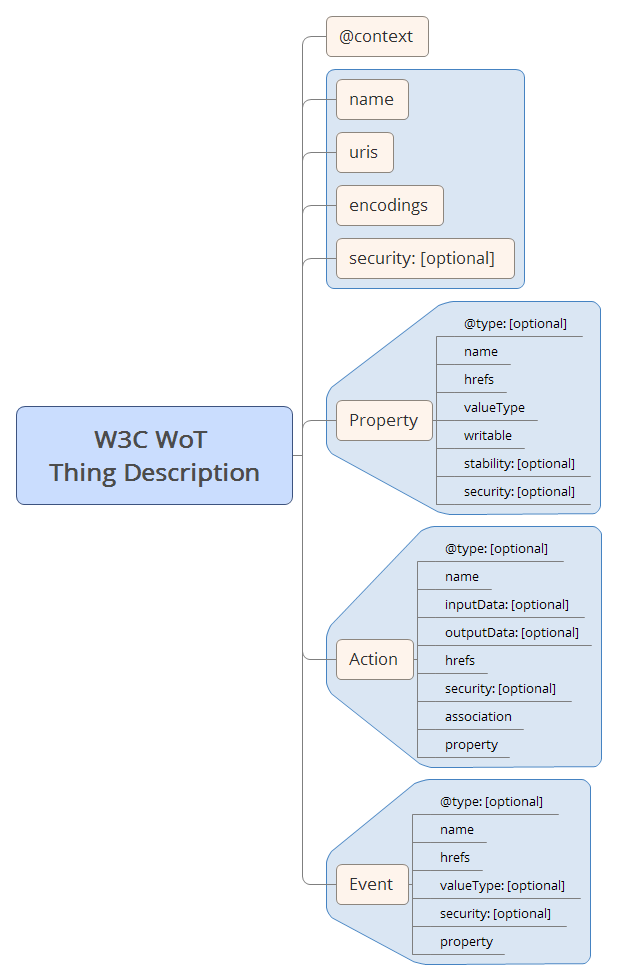 @context
name
uris
encodings
security: [optional]
W3C WoT
Thing Description
Property
@type: [optional]
name
hrefs
valueType
writable
stability: [optional]
security: [optional]
Action
@type: [optional]
name
inputData: [optional]
outputData: [optional]
hrefs
security: [optional]
association
property
Event
@type: [optional]
name
hrefs
valueType: [optional]
security: [optional]
property